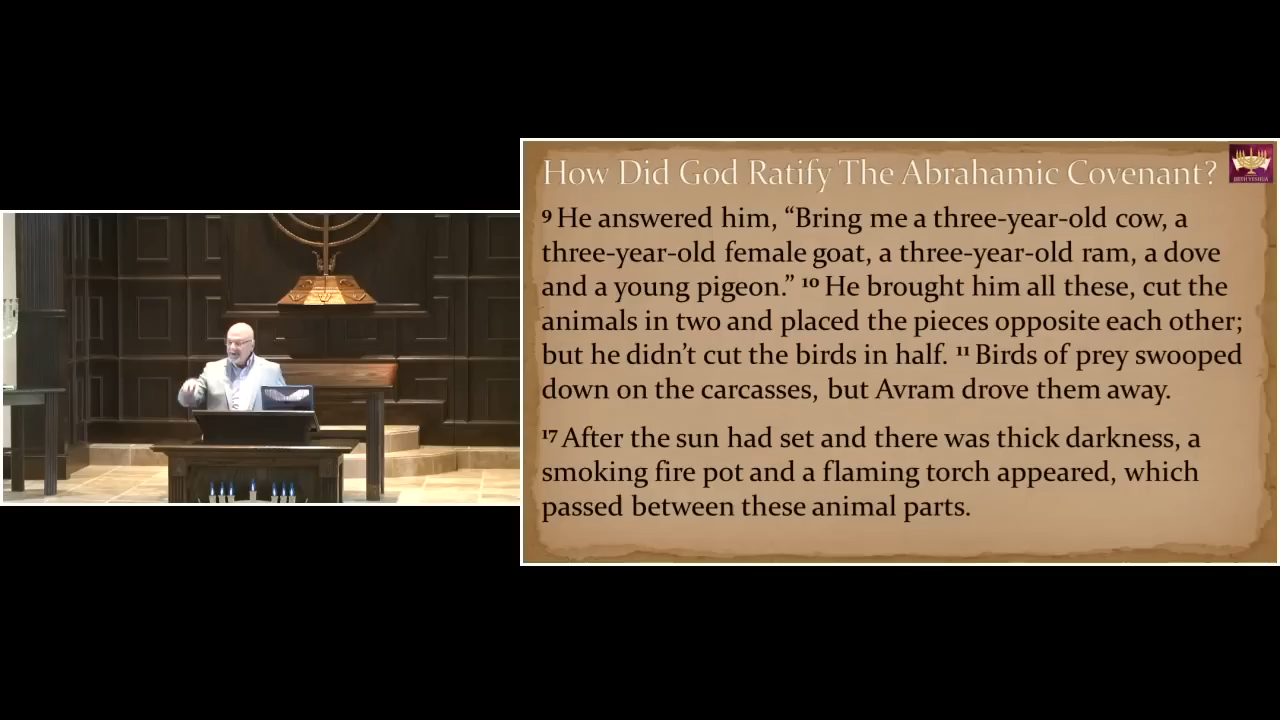 How Did God Ratify The Abrahamic Covenant?
⁹ He answered him, “Bring me a three-year-old cow, a
three-year-old female goat, a three-year-old ram, a dove
and a young pigeon.” ¹⁰ He brought him all these, cut the
animals in two and placed the pieces opposite each other;
but he didn’t cut the birds in half. ¹¹ Birds of prey swooped
down on the carcasses, but Avram drove them away.
¹⁷ After the sun had set and there was thick darkness, a
smoking fire pot and a flaming torch appeared, which
passed between these animal parts.
BETH YESHUA